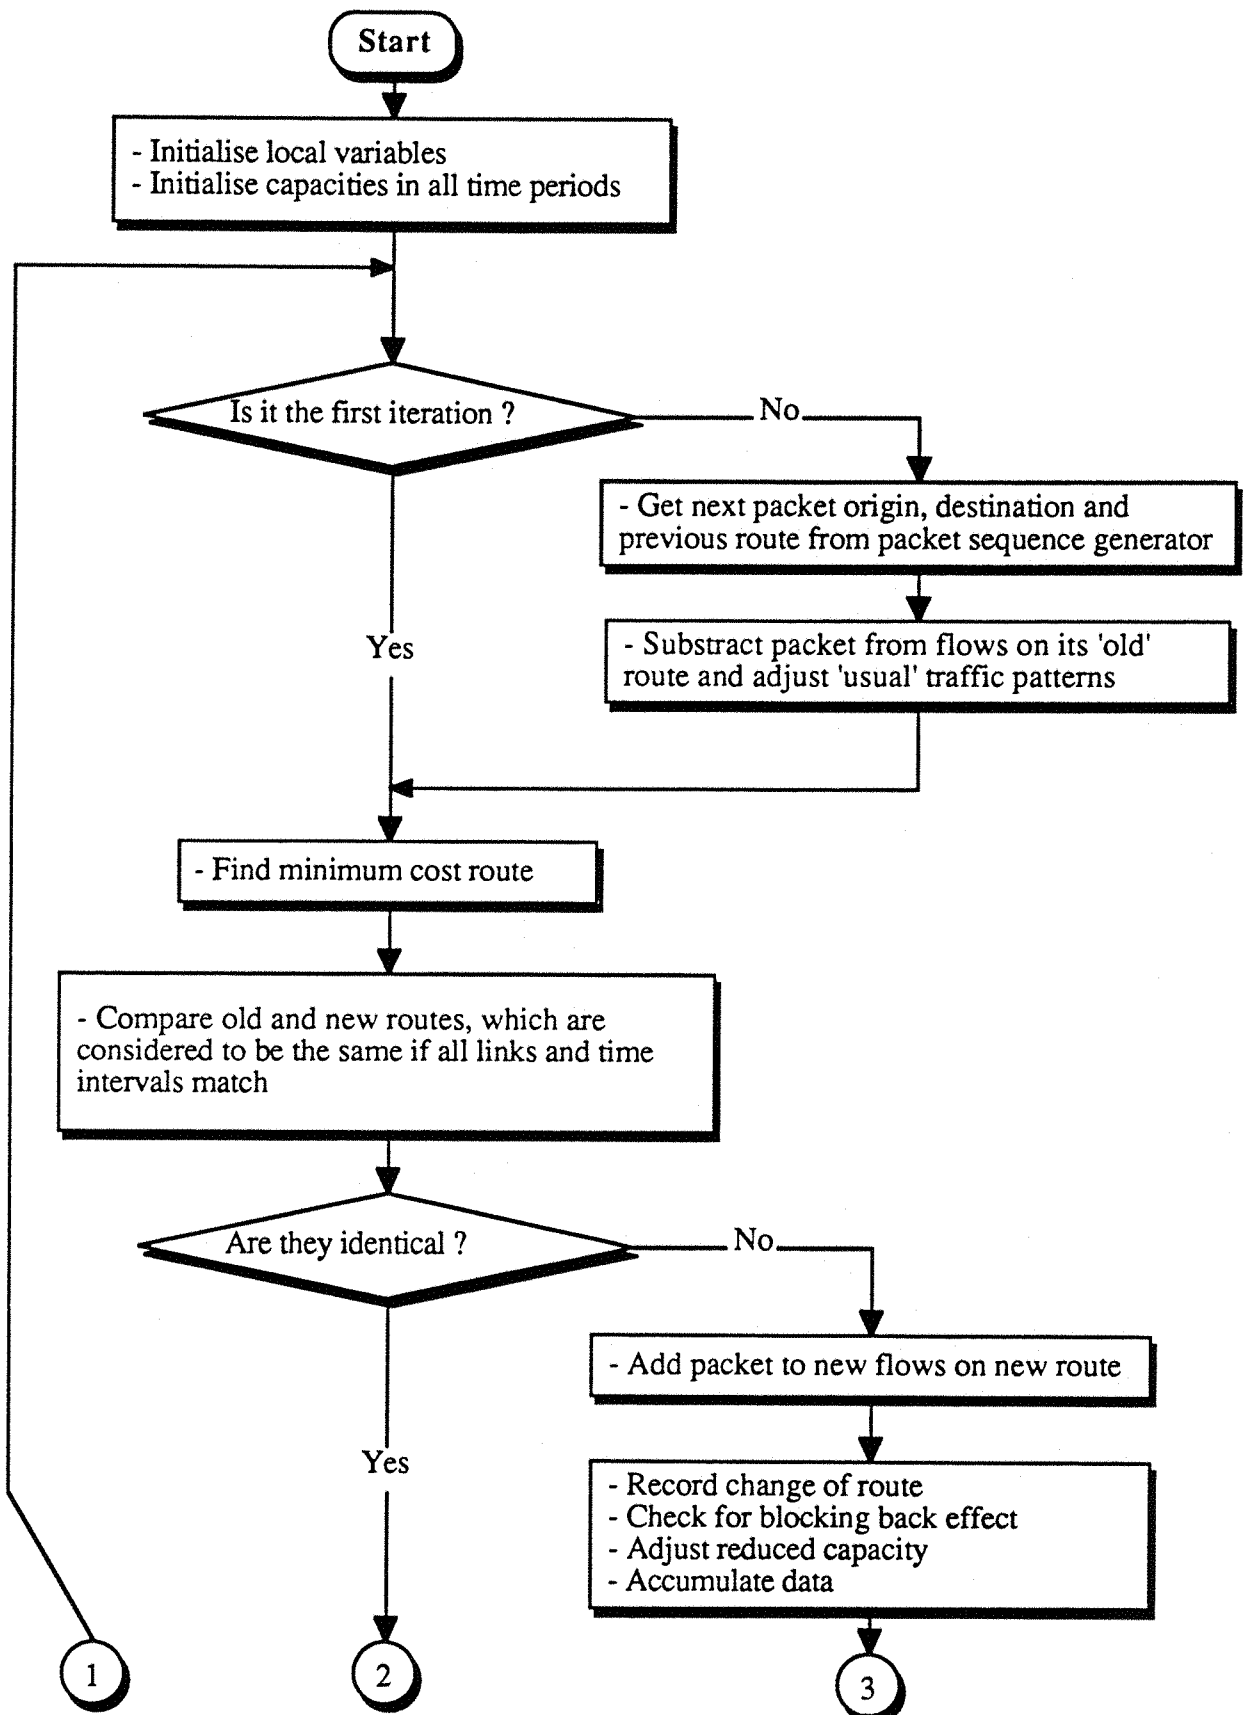 Start
- Initialise local variables
- Initialise capacities in all time periods
Is it the first iteration ?
No
- Get next packet origin, destination and
previous route from packet sequence generator
Yes
- Substract packet from flows on its 'old'
route and adjust 'usual' traffic patterns
- Find minimum cost route
- Compare old and new routes, which are
considered to be the same if all links and time
intervals match
Are they identical ?
No
- Add packet to new flows on new route
Yes
- Record change of route
- Check for blocking back effect
- Adjust reduced capacity
- Accumulate data
1
2
3